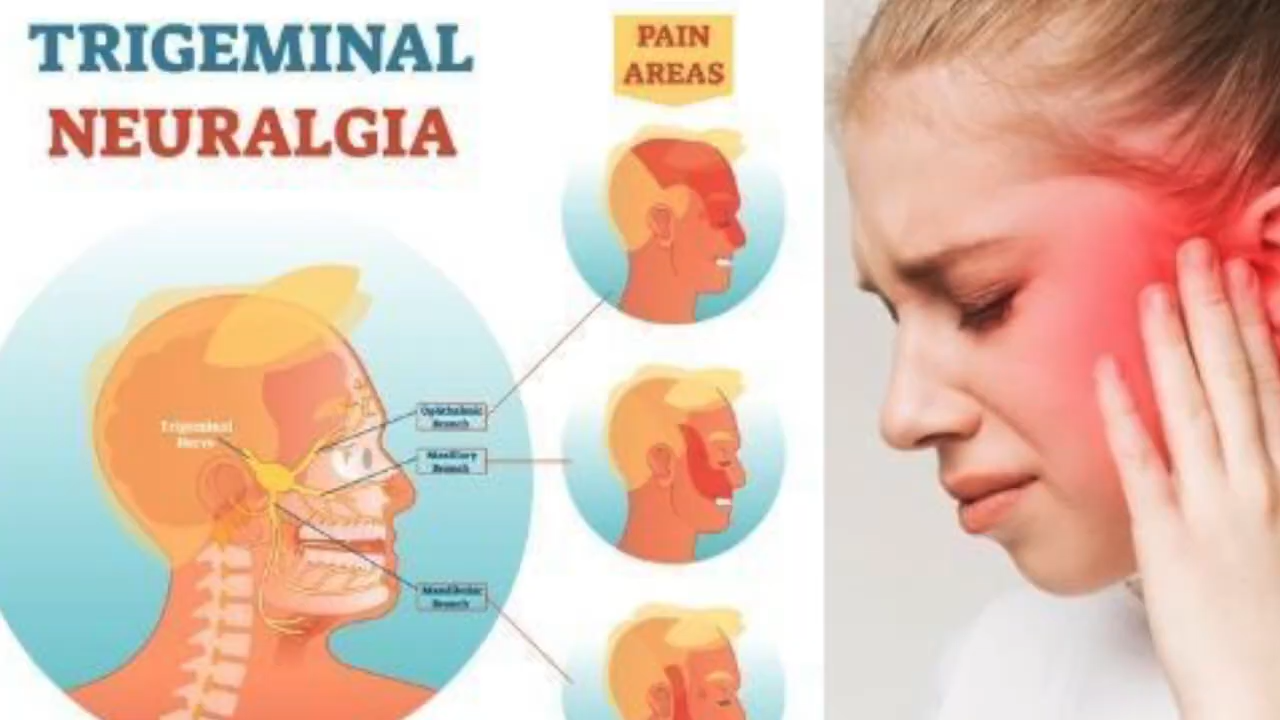 TRIGEMINAL
NEURALGIA
PAIN
AREAS
Trigeminal
Nerve
Ophthalmic
Branch
Maxillary
Branch
Mandibular
Branch